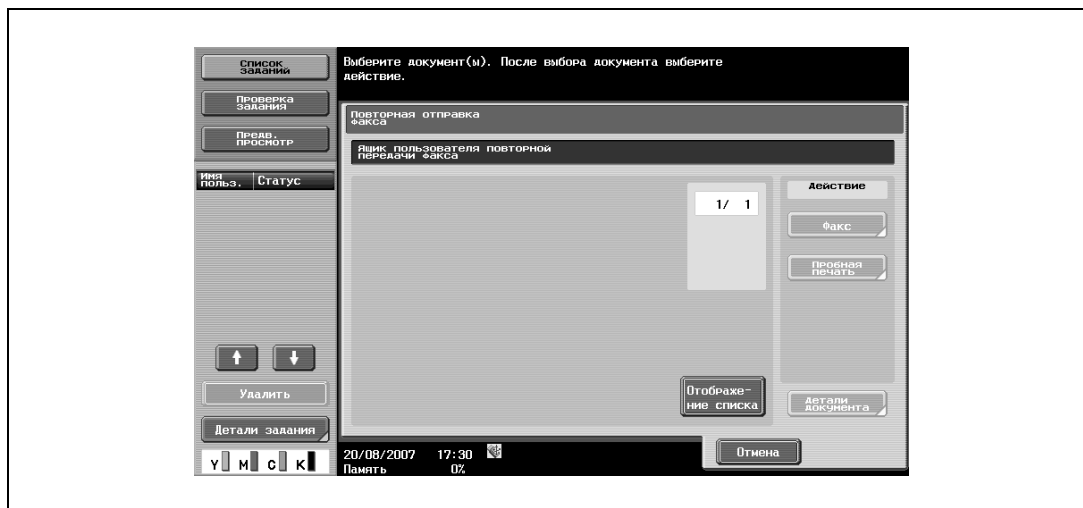 Список
заданий
Проверка
задания
Предв.
просмотр
Имя
польз.
Статус
Удалить
Детали задания
Y M C K
Выберите документ(ы). После выбора документа выберите
действие.
Повторная отправка
факса
Ящик пользователя повторной
передачи факса
1/ 1
Действие
Факс
Пробная
печать
Отображе-
ние списка
Детали
документа
Отмена
20/08/2007 17:30
Память 0%